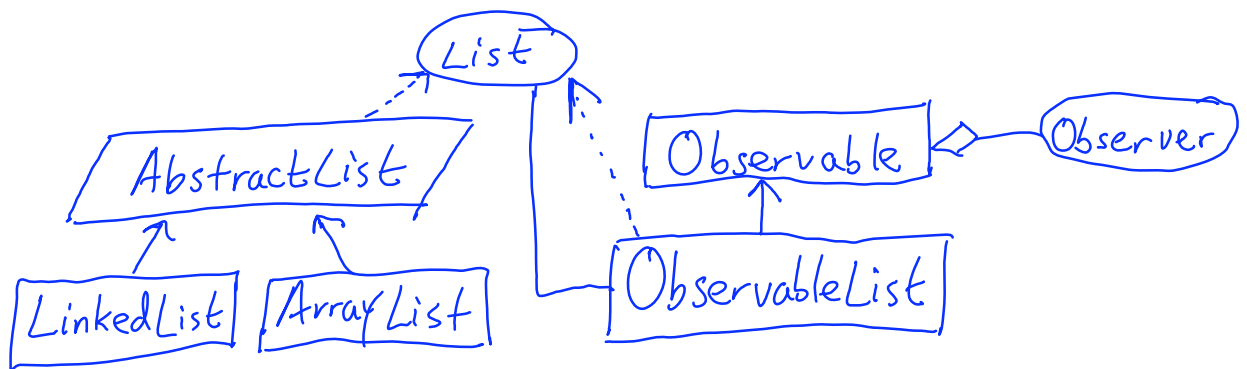 List
Observable
Observer
AbstractList
LinkedList
ArrayList
ObservableList